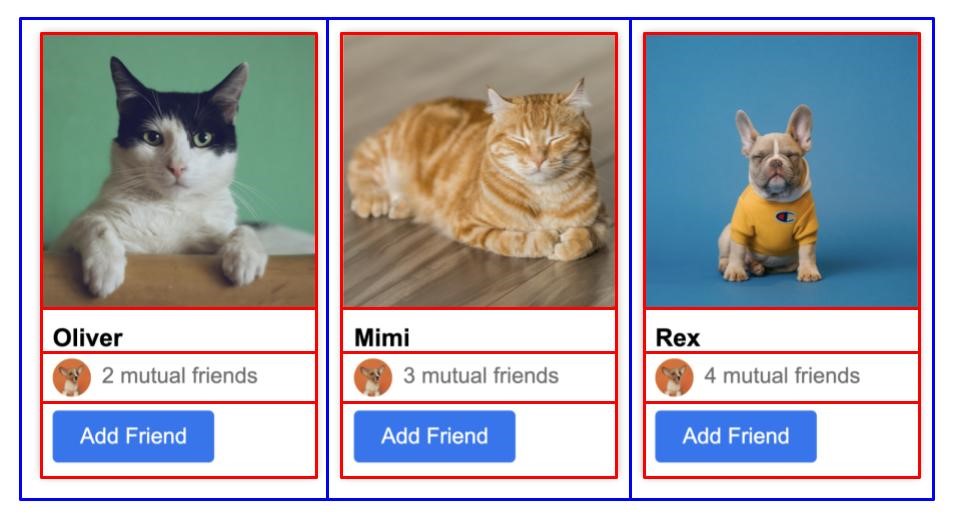 Oliver
2 mutual friends
Add Friend
Mimi
3 mutual friends
Add Friend
Rex
4 mutual friends
Add Friend